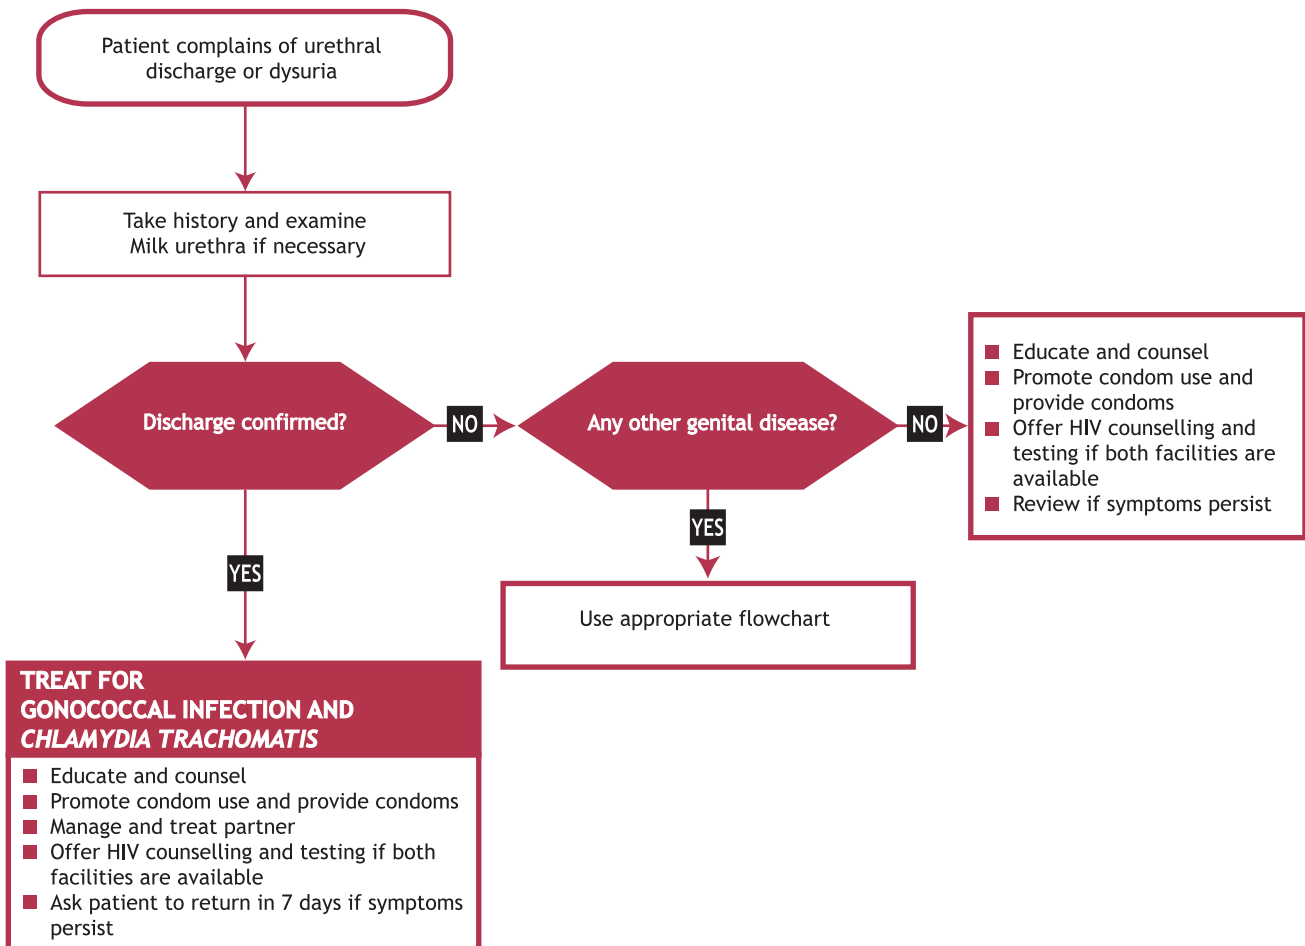 Patient complains of urethral
discharge or dysuria
Take history and examine
Milk urethra if necessary
Discharge confirmed?
NO
Any other genital disease?
NO
■ Educate and counsel
■ Promote condom use and
provide condoms
■ Offer HIV counselling and
testing if both facilities are
available
■ Review if symptoms persist
YES
Use appropriate flowchart
YES
TREAT FOR
GONOCOCCAL INFECTION AND
CHLAMYDIA TRACHOMATIS
■ Educate and counsel
■ Promote condom use and provide condoms
■ Manage and treat partner
■ Offer HIV counselling and testing if both
facilities are available
■ Ask patient to return in 7 days if symptoms
persist